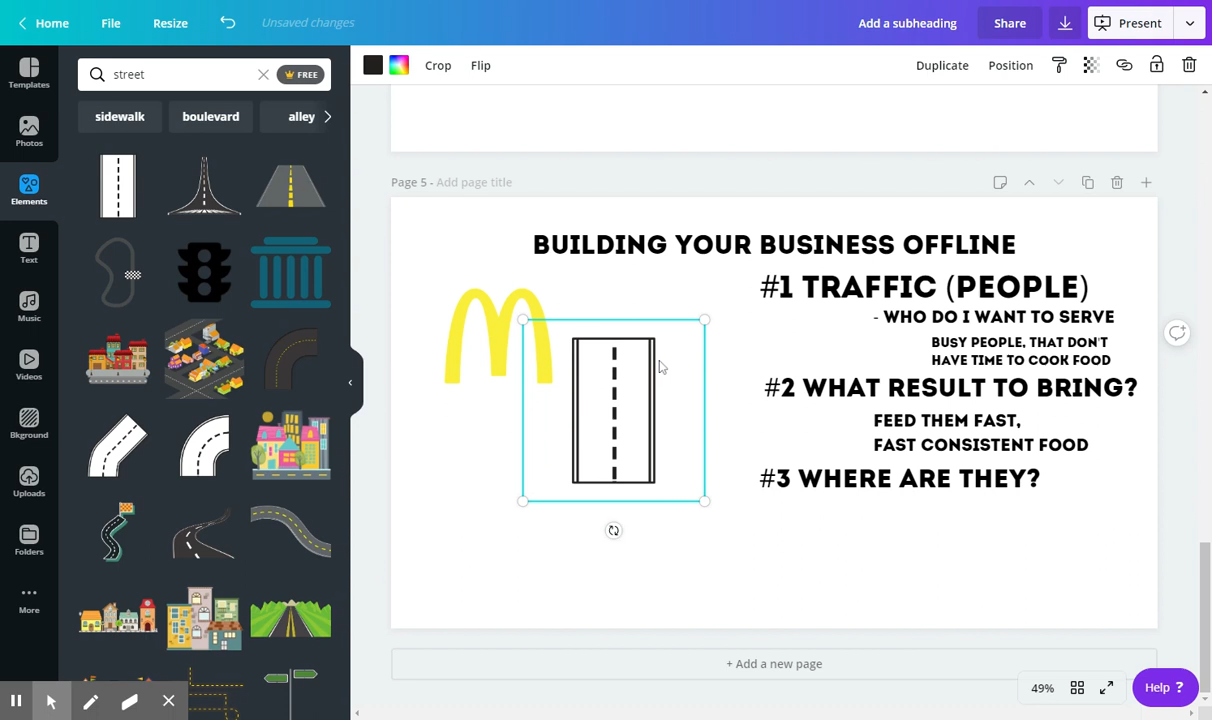 Home
File
Resize
Unsaved changes
Add a subheading
Share
Present
Templates
Photos
Elements
Text
Music
Videos
Bkground
Uploads
Folders
More
street
FREE
sidewalk
boulevard
alley
Crop
Flip
Duplicate
Position
Page 5 - Add page title
BUILDING YOUR BUSINESS OFFLINE
#1 TRAFFIC (PEOPLE)
- WHO DO I WANT TO SERVE
BUSY PEOPLE, THAT DON'T
HAVE TIME TO COOK FOOD
#2 WHAT RESULT TO BRING?
FEED THEM FAST,
FAST CONSISTENT FOOD
#3 WHERE ARE THEY?
+ Add a new page
49%
Help ?